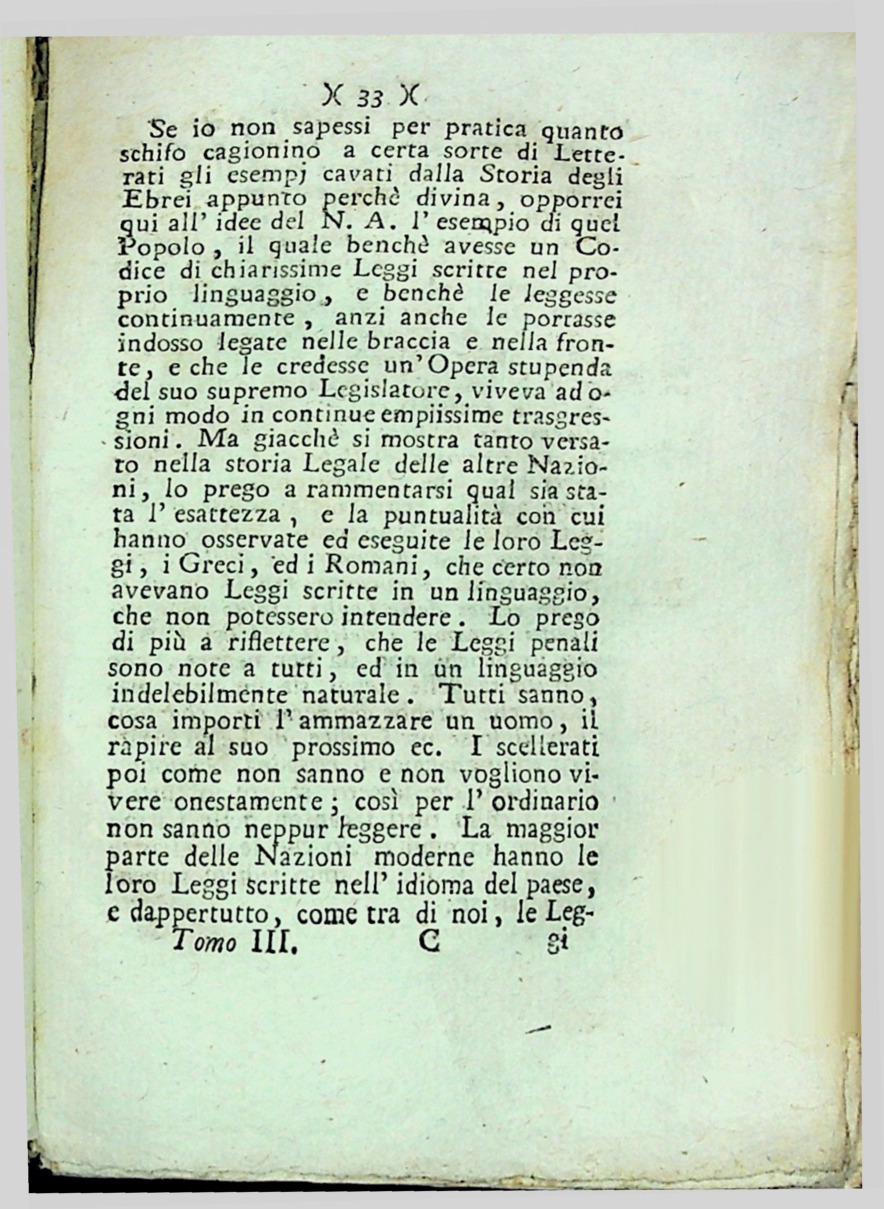 )( 33 )(
Se io non sapessi per pratica quanto
schifo cagionino a certa sorte di Lette-
rati gli esempj cavati dalla Storia degli
Ebrei appunto perchè divina, opporrei
qui all' idee del N. A. l' esempio di quel
Popolo, il quale benchè avesse un Co-
dice di chiarissime Leggi scritte nel pro-
prio linguaggio, e benchè le leggesse
continuamente, anzi anche le portasse
indosso legate nelle braccia e nella fron-
te, e che le credesse un' Opera stupenda
del suo supremo Legislatore, viveva ad o-
gni modo in continue empiissime trasgres-
sioni. Ma giacchè si mostra tanto versa-
to nella storia Legale delle altre Nazio-
ni, lo prego a rammentarsi qual sia sta-
ta l' esattezza, e la puntualità con cui
hanno osservate ed eseguite le loro Leg-
gi, i Greci, ed i Romani, che certo non
avevano Leggi scritte in un linguaggio,
che non potessero intendere. Lo prego
di più a riflettere, che le Leggi penali
sono note a tutti, ed in un linguaggio
indelebilmente naturale. Tutti sanno,
cosa importi l' ammazzare un uomo, il
rapire al suo prossimo ec. I scellerati
poi come non sanno e non vogliono vi-
vere onestamente; così per l' ordinario
non sanno neppur leggere. La maggior
parte delle Nazioni moderne hanno le
loro Leggi scritte nell' idioma del paese,
e dappertutto, come tra di noi, le Leg-
Tomo III. C gi